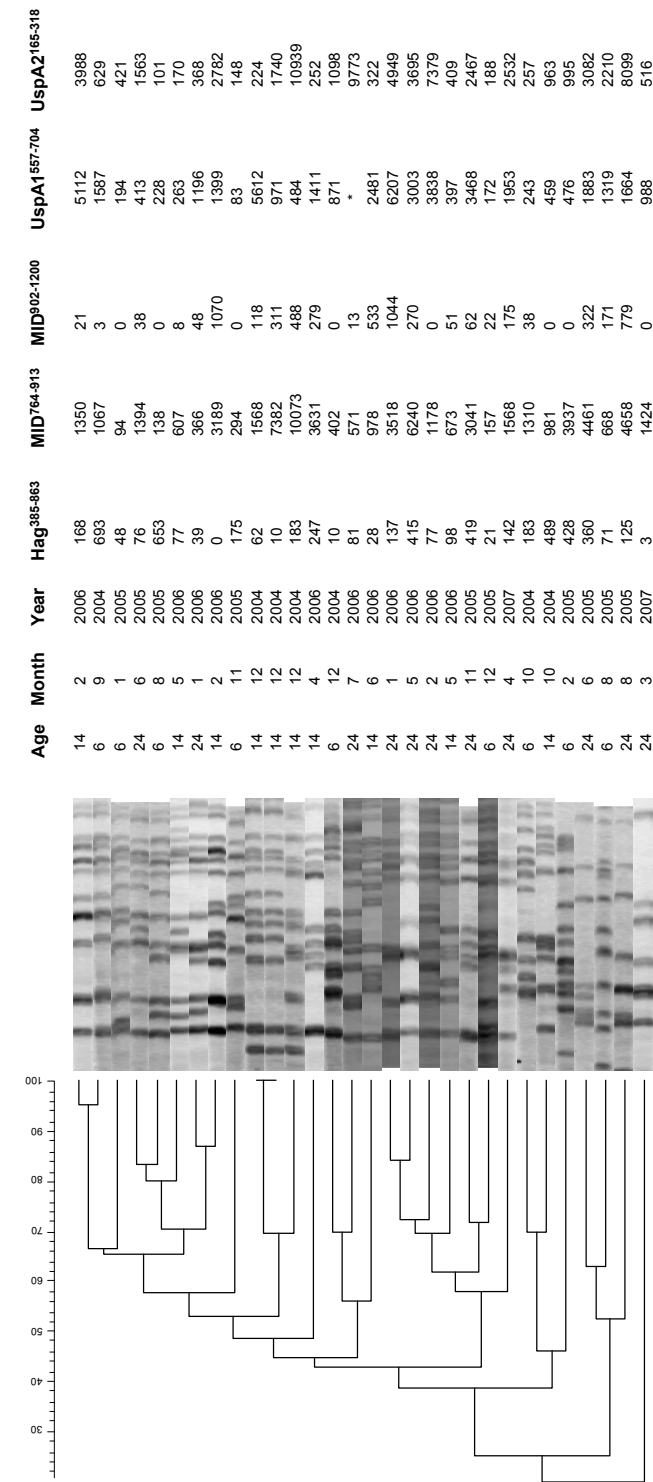 30 40 50 60 70 80 90 100
Age Month Year Hag385-863 MID764-913 MID902-1200 UspA1557-704 UspA2165-318
14 2 2006 168 1350 21 5112 3988
6 9 2004 693 1067 3 1587 629
6 1 2005 48 94 0 194 421
24 6 2006 76 1394 38 413 1563
6 8 2005 653 138 0 228 101
14 5 2006 77 607 8 263 170
24 1 2006 39 366 48 1196 368
14 2 2006 0 3189 1070 1399 2782
6 11 2005 175 294 0 83 148
14 12 2004 62 1568 118 5612 224
14 12 2004 10 7382 311 971 1740
14 12 2004 183 10073 488 484 10939
14 4 2006 247 3631 279 1411 252
6 12 2004 10 402 0 871 1098
24 7 2006 81 571 13 * 9773
14 6 2006 28 978 533 2481 322
24 1 2006 137 3518 1044 6207 4949
24 5 2006 415 6240 270 3003 3695
24 2 2006 77 1178 0 3838 7379
14 5 2006 98 673 51 397 409
24 11 2005 419 3041 62 3468 2467
6 12 2005 21 157 22 172 188
24 4 2007 142 1568 175 1953 2532
6 10 2004 183 1310 38 243 257
14 10 2004 489 981 0 459 963
6 2 2005 428 3937 0 476 995
24 6 2005 360 4461 322 1883 3082
6 8 2005 71 668 171 1319 2210
24 8 2005 125 4658 779 1664 8099
24 3 2007 3 1424 0 988 516